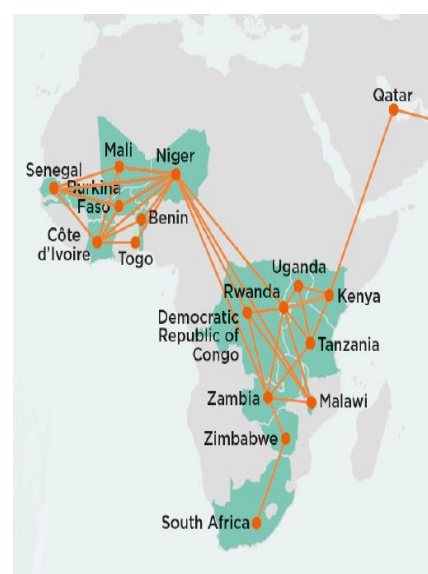 Qatar
Mali
Niger
Senegal
Burkina
Faso
Benin
Côte
d'Ivoire
Togo
Uganda
Rwanda
Kenya
Democratic
Republic of
Congo
Tanzania
Zambia
Malawi
Zimbabwe
South Africa